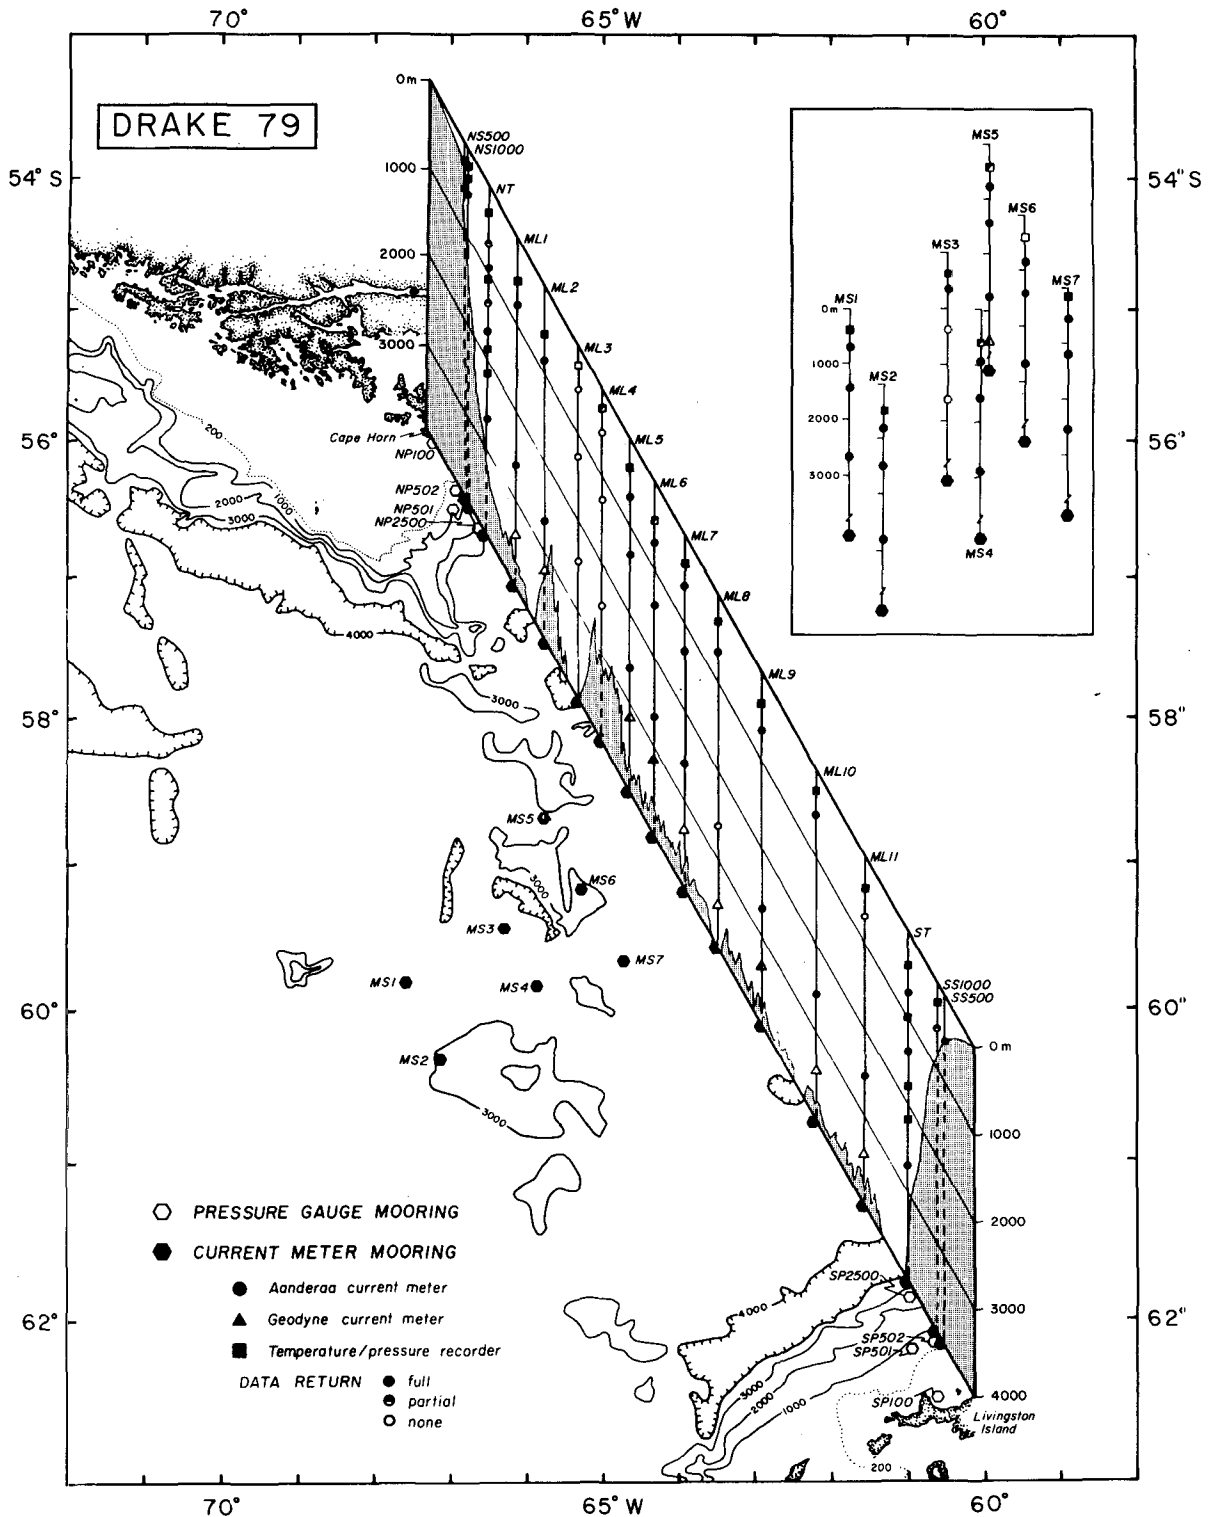 70° 65°W 60°
DRAKE 79
54°S
54°S
0m
1000
2000
3000
NS500
NS1000
NT
ML1
ML2
ML3
ML4
ML5
ML6
ML7
ML8
ML9
ML10
ML11
ST
SS1000
SS500
0m
1000
2000
3000
4000
MS5
MS6
MS3
MS7
MS1
0m
1000
2000
3000
MS2
MS4
56°
56°
Cape Horn
NP100
NP502
NP501
NP2500
200
1000
2000
3000
4000
3000
58°
58°
MS5
3000
MS6
MS3
MS7
MS1
MS4
60°
60°
MS2
3000
PRESSURE GAUGE MOORING
CURRENT METER MOORING
Aanderaa current meter
Geodyne current meter
Temperature/pressure recorder
DATA RETURN full
partial
none
62°
62°
SP2500
4000
SP502
SP501
3000
2000
1000
SP100
Livingston
Island
200
70° 65°W 60°